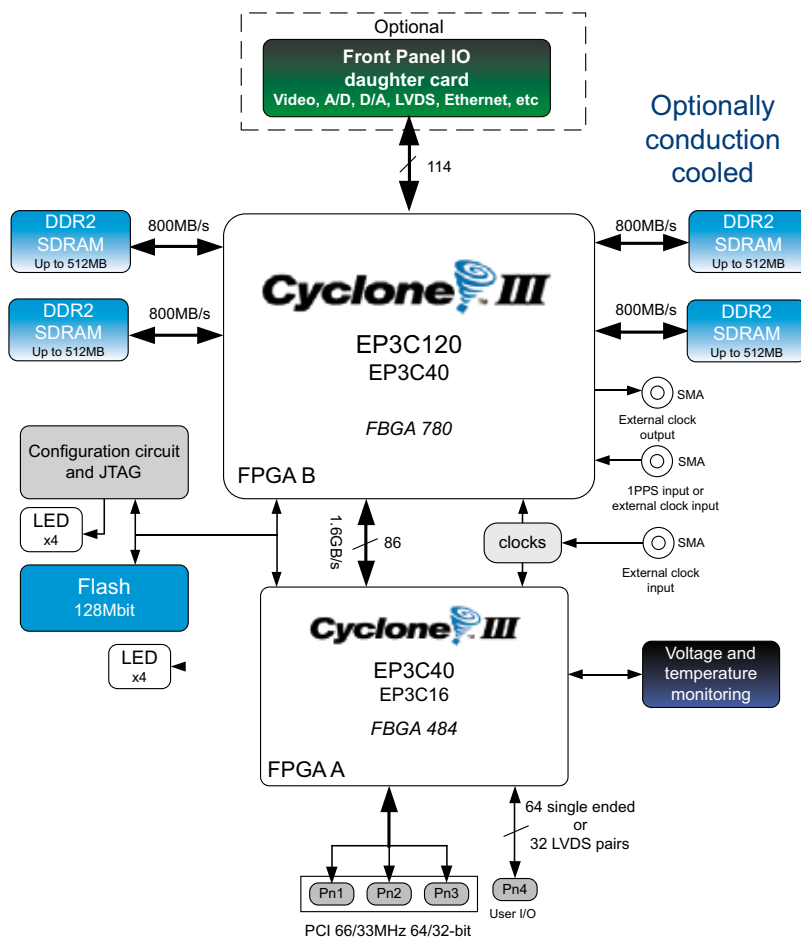 Optional
Front Panel IO
daughter card
Video, A/D, D/A, LVDS, Ethernet, etc
Optionally
conduction
cooled
114
DDR2
SDRAM
Up to 512MB
800MB/s
800MB/s
DDR2
SDRAM
Up to 512MB
DDR2
SDRAM
Up to 512MB
800MB/s
800MB/s
DDR2
SDRAM
Up to 512MB
Cyclone III
EP3C120
EP3C40
FBGA 780
FPGA B
SMA
External clock
output
SMA
1PPS input or
external clock input
Configuration circuit
and JTAG
LED
x4
Flash
128Mbit
LED
x4
1.6GB/s
86
clocks
SMA
External clock
input
Cyclone III
EP3C40
EP3C16
FBGA 484
FPGA A
Voltage and
temperature
monitoring
64 single ended
or
32 LVDS pairs
Pn1 Pn2 Pn3
PCI 66/33MHz 64/32-bit
Pn4
User I/O